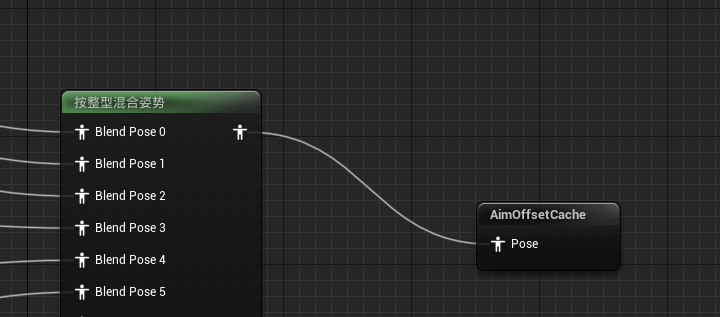 按整型混合姿势
Blend Pose 0
Blend Pose 1
Blend Pose 2
Blend Pose 3
Blend Pose 4
Blend Pose 5
AimOffsetCache
Pose